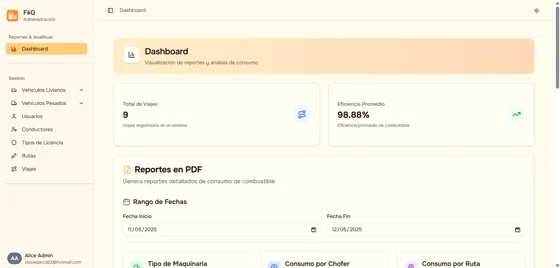 F4Q
Administración
Reportes & Analíticas
Dashboard
Gestion
Vehículos Livianos
Vehículos Pesados
Usuarios
Conductores
Tipos de Licencia
Rutas
Viajes
AA
Alice Admin
Dashboard
Dashboard
Visualización de reportes y análisis de consumo
Total de Viajes
9
Viajes registrados en el sistema
Eficiencia Promedio
98.88%
Eficiencia promedio de combustible
Reportes en PDF
Genera reportes detallados de consumo de combustible
Rango de Fechas
Fecha Inicio
11/05/2025
Fecha Fin
12/05/2025
Tipo de Maquinaria
Consumo por Chofer
Consumo por Ruta